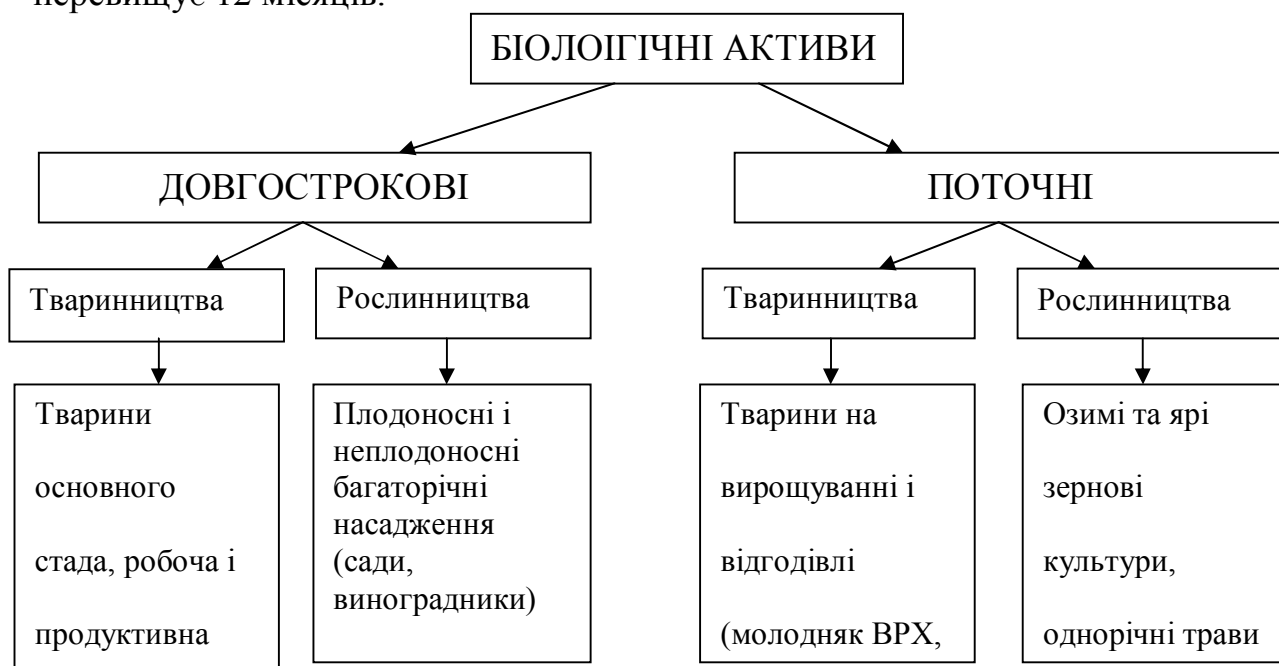 перевищує 12 місяців.
БІОЛОІГІЧНІ АКТИВИ
ДОВГОСТРОКОВІ
ПОТОЧНІ
Тваринництва
Рослинництва
Тваринництва
Рослинництва
Тварини
основного
стада, робоча і
продуктивна
Плодоносні і
неплодоносні
багаторічні
насадження
(сади,
виноградники)
Тварини на
вирощуванні і
відгодівлі
(молодняк ВРХ,
Озимі та ярі
зернові
культури,
однорічні трави